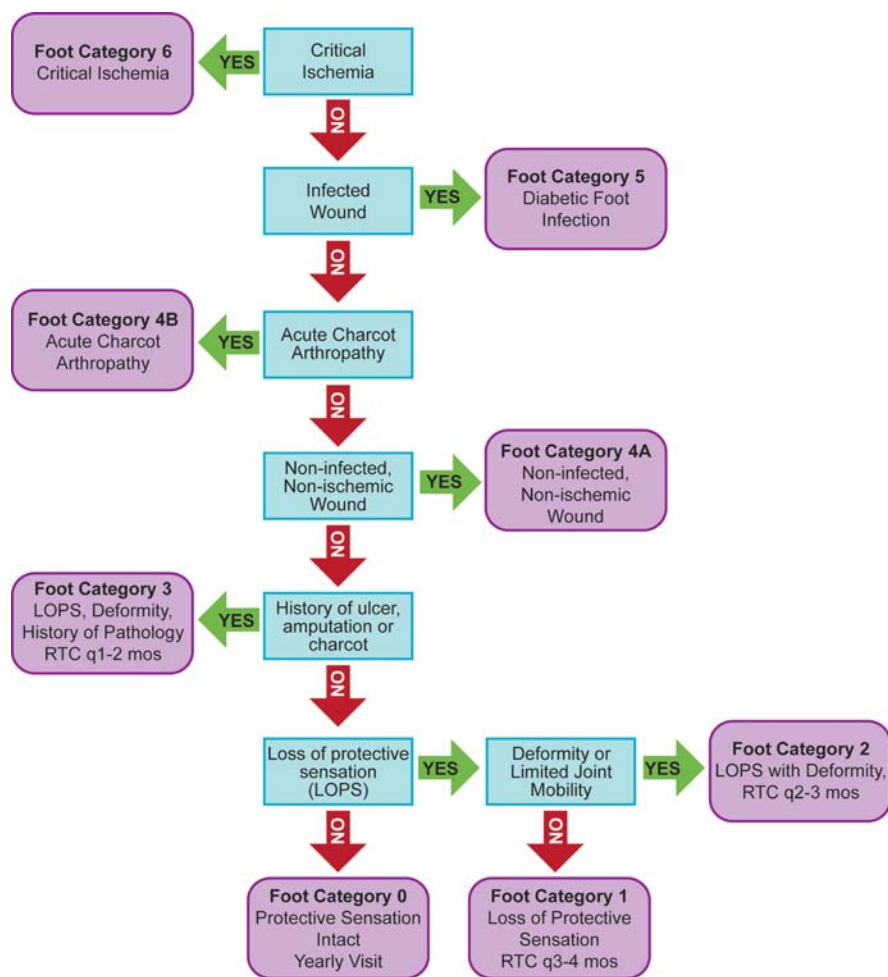 Foot Category 6
Critical Ischemia
YES
Critical
Ischemia
NO
Infected
Wound
YES
Foot Category 5
Diabetic Foot
Infection
NO
Foot Category 4B
Acute Charcot
Arthropathy
YES
Acute Charcot
Arthropathy
NO
Non-infected,
Non-ischemic
Wound
YES
Foot Category 4A
Non-infected,
Non-ischemic
Wound
NO
Foot Category 3
LOPS, Deformity,
History of Pathology
RTC q1-2 mos
YES
History of ulcer,
amputation or
charcot
NO
Loss of protective
sensation
(LOPS)
YES
Deformity or
Limited Joint
Mobility
YES
Foot Category 2
LOPS with Deformity,
RTC q2-3 mos
NO
NO
Foot Category 0
Protective Sensation
Intact
Yearly Visit
Foot Category 1
Loss of Protective
Sensation
RTC q3-4 mos